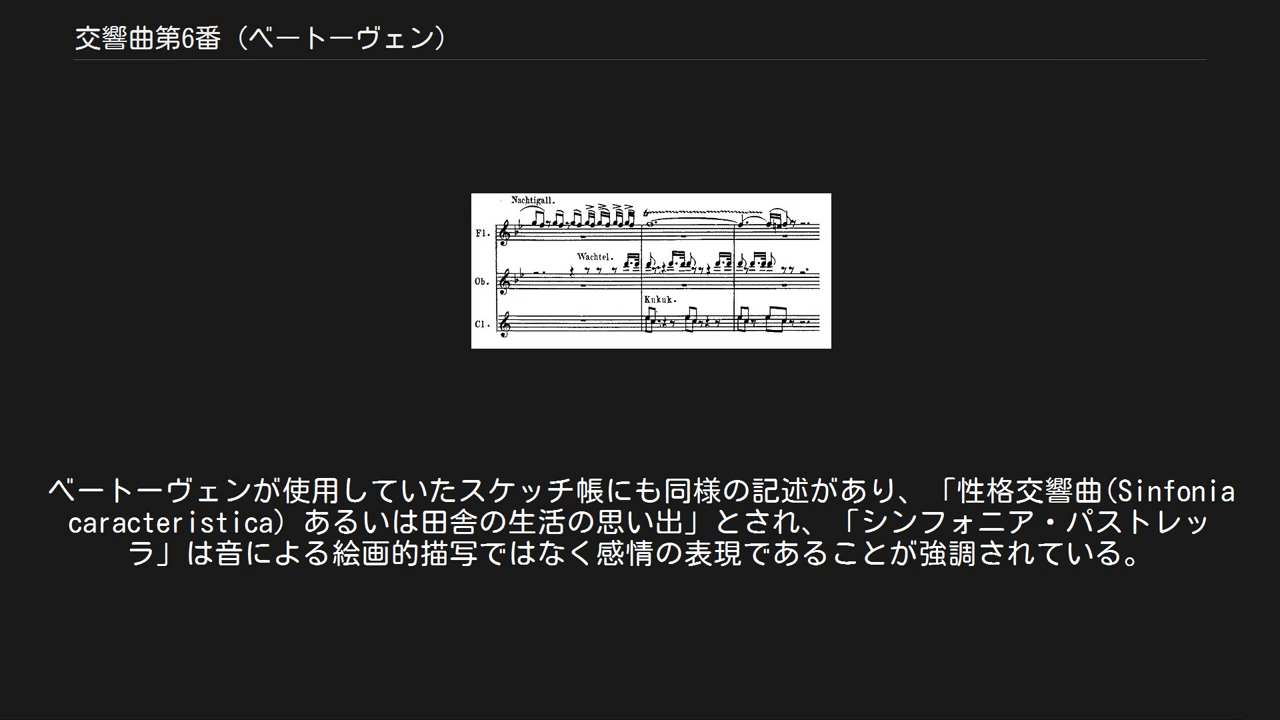 交響曲第6番（ベートーヴェン）
Nachtigall.
Fl.
Wachtel.
Ob.
Kukuk.
Cl.
ベートーヴェンが使用していたスケッチ帳にも同様の記述があり、「性格交響曲(Sinfonia
caracteristica) あるいは田舎の生活の思い出」とされ、「シンフォニア・パストレッ
ラ」は音による絵画的描写ではなく感情の表現であることが強調されている。